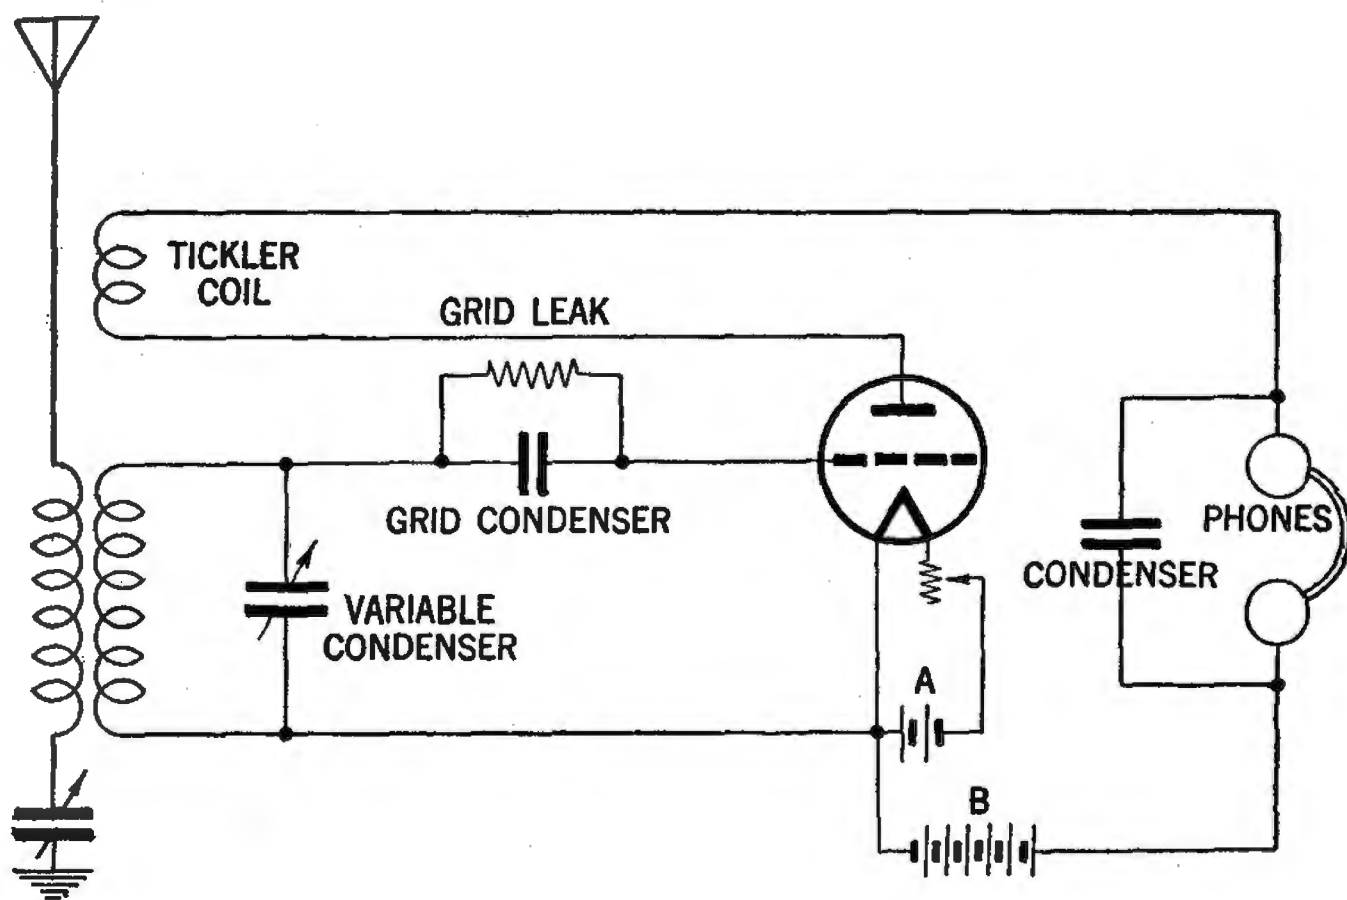 TICKLER
COIL
GRID LEAK
GRID CONDENSER
PHONES
CONDENSER
VARIABLE
CONDENSER
A
B